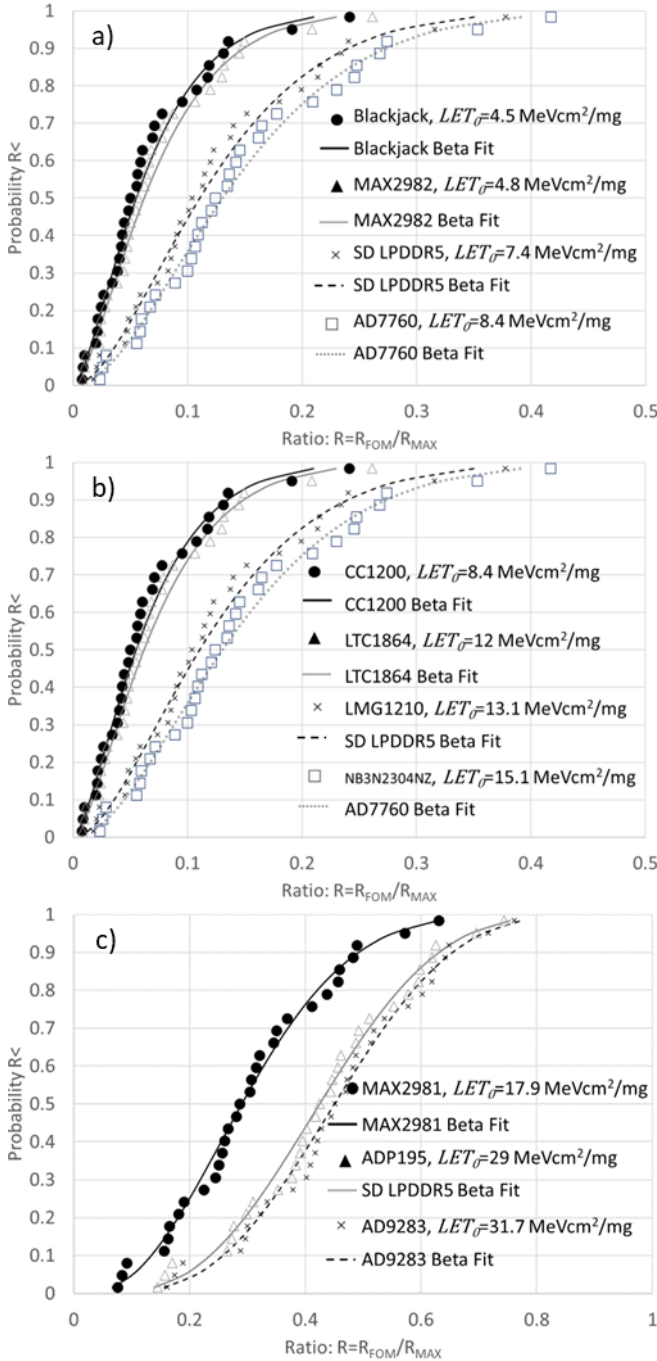 a)
Probability R<
1
0.9
0.8
0.7
0.6
0.5
0.4
0.3
0.2
0.1
0
Blackjack, LET₀=4.5 MeVcm²/mg
Blackjack Beta Fit
MAX2982, LET₀=4.8 MeVcm²/mg
MAX2982 Beta Fit
SD LPDDR5, LET₀=7.4 MeVcm²/mg
SD LPDDR5 Beta Fit
AD7760, LET₀=8.4 MeVcm²/mg
AD7760 Beta Fit
0 0.1 0.2 0.3 0.4 0.5
Ratio: R=R_FOM/R_MAX
b)
Probability R<
1
0.9
0.8
0.7
0.6
0.5
0.4
0.3
0.2
0.1
0
CC1200, LET₀=8.4 MeVcm²/mg
CC1200 Beta Fit
LTC1864, LET₀=12 MeVcm²/mg
LTC1864 Beta Fit
LMG1210, LET₀=13.1 MeVcm²/mg
SD LPDDR5 Beta Fit
NB3N2304NZ, LET₀=15.1 MeVcm²/mg
AD7760 Beta Fit
0 0.1 0.2 0.3 0.4 0.5
Ratio: R=R_FOM/R_MAX
c)
Probability R<
1
0.9
0.8
0.7
0.6
0.5
0.4
0.3
0.2
0.1
0
MAX2981, LET₀=17.9 MeVcm²/mg
MAX2981 Beta Fit
ADP195, LET₀=29 MeVcm²/mg
SD LPDDR5 Beta Fit
AD9283, LET₀=31.7 MeVcm²/mg
AD9283 Beta Fit
0 0.2 0.4 0.6 0.8 1
Ratio: R=R_FOM/R_MAX